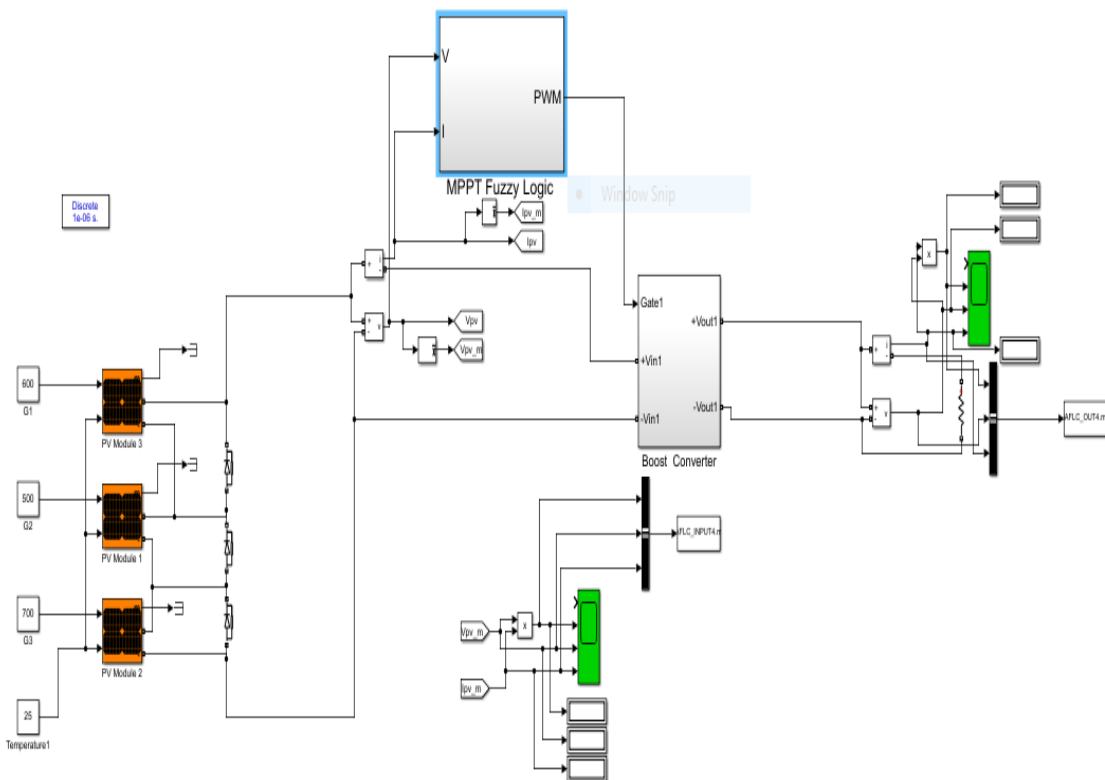 V
PWM
I
MPPT Fuzzy Logic
Window Snip
Discrete
1e-06 s.
Ipv_m
Ipv
i
+
-
+
-
v
Vpv
Vpv_m
Gate1
+Vout1
+Vin1
-Vout1
-Vin1
Boost Converter
x
+
-
i
+
-
v
AFLC_OUT4.m
600
G1
PV Module 3
500
G2
PV Module 1
700
G3
PV Module 2
25
Temperature1
AFLC_INPUT4.m
Vpv_m
x
Ipv_m